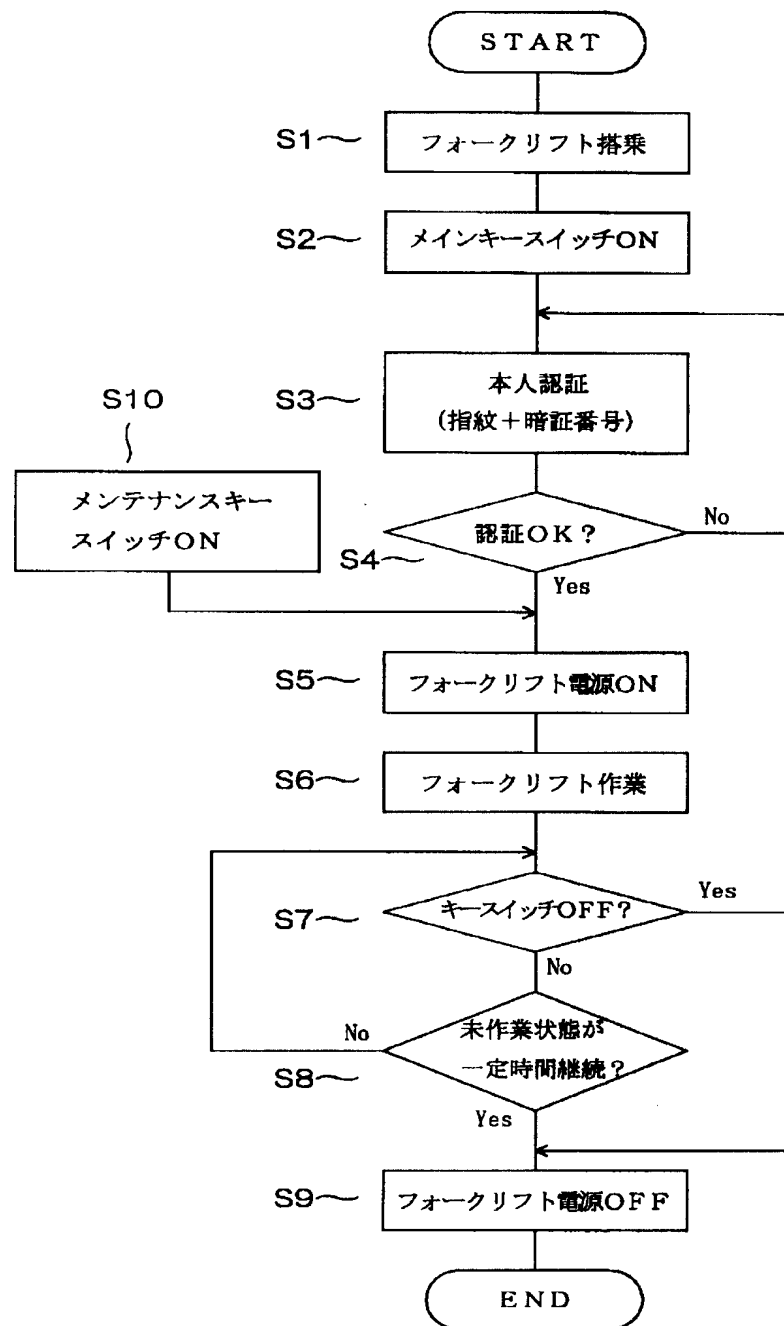 START
S1
フォークリフト搭乗
S2
メインキースイッチON
S3
本人認証
(指紋+暗証番号)
S10
メンテナンスキー
スイッチON
S4
認証OK?
No
Yes
S5
フォークリフト電源ON
S6
フォークリフト作業
S7
キースイッチOFF?
Yes
No
S8
未作業状態が
一定時間継続?
No
Yes
S9
フォークリフト電源OFF
END